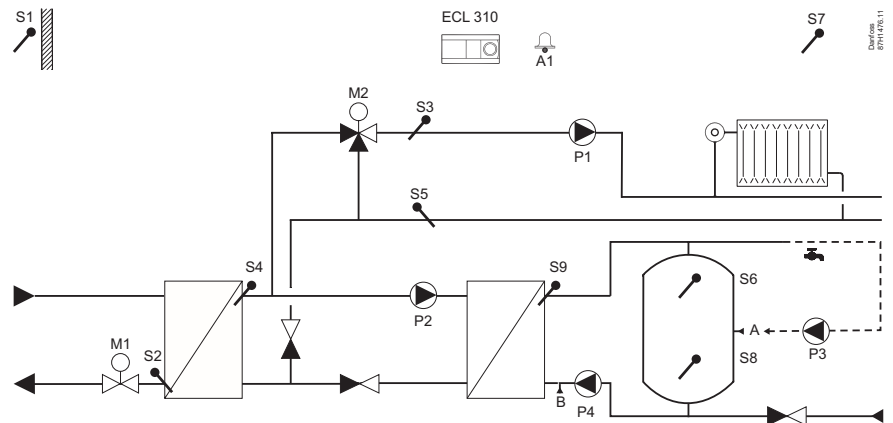 S1
ECL 310
A1
S7
Danfoss
87H1476.11
M2
S3
P1
S5
S4
S9
S6
P2
A
P3
M1
S2
S8
B
P4